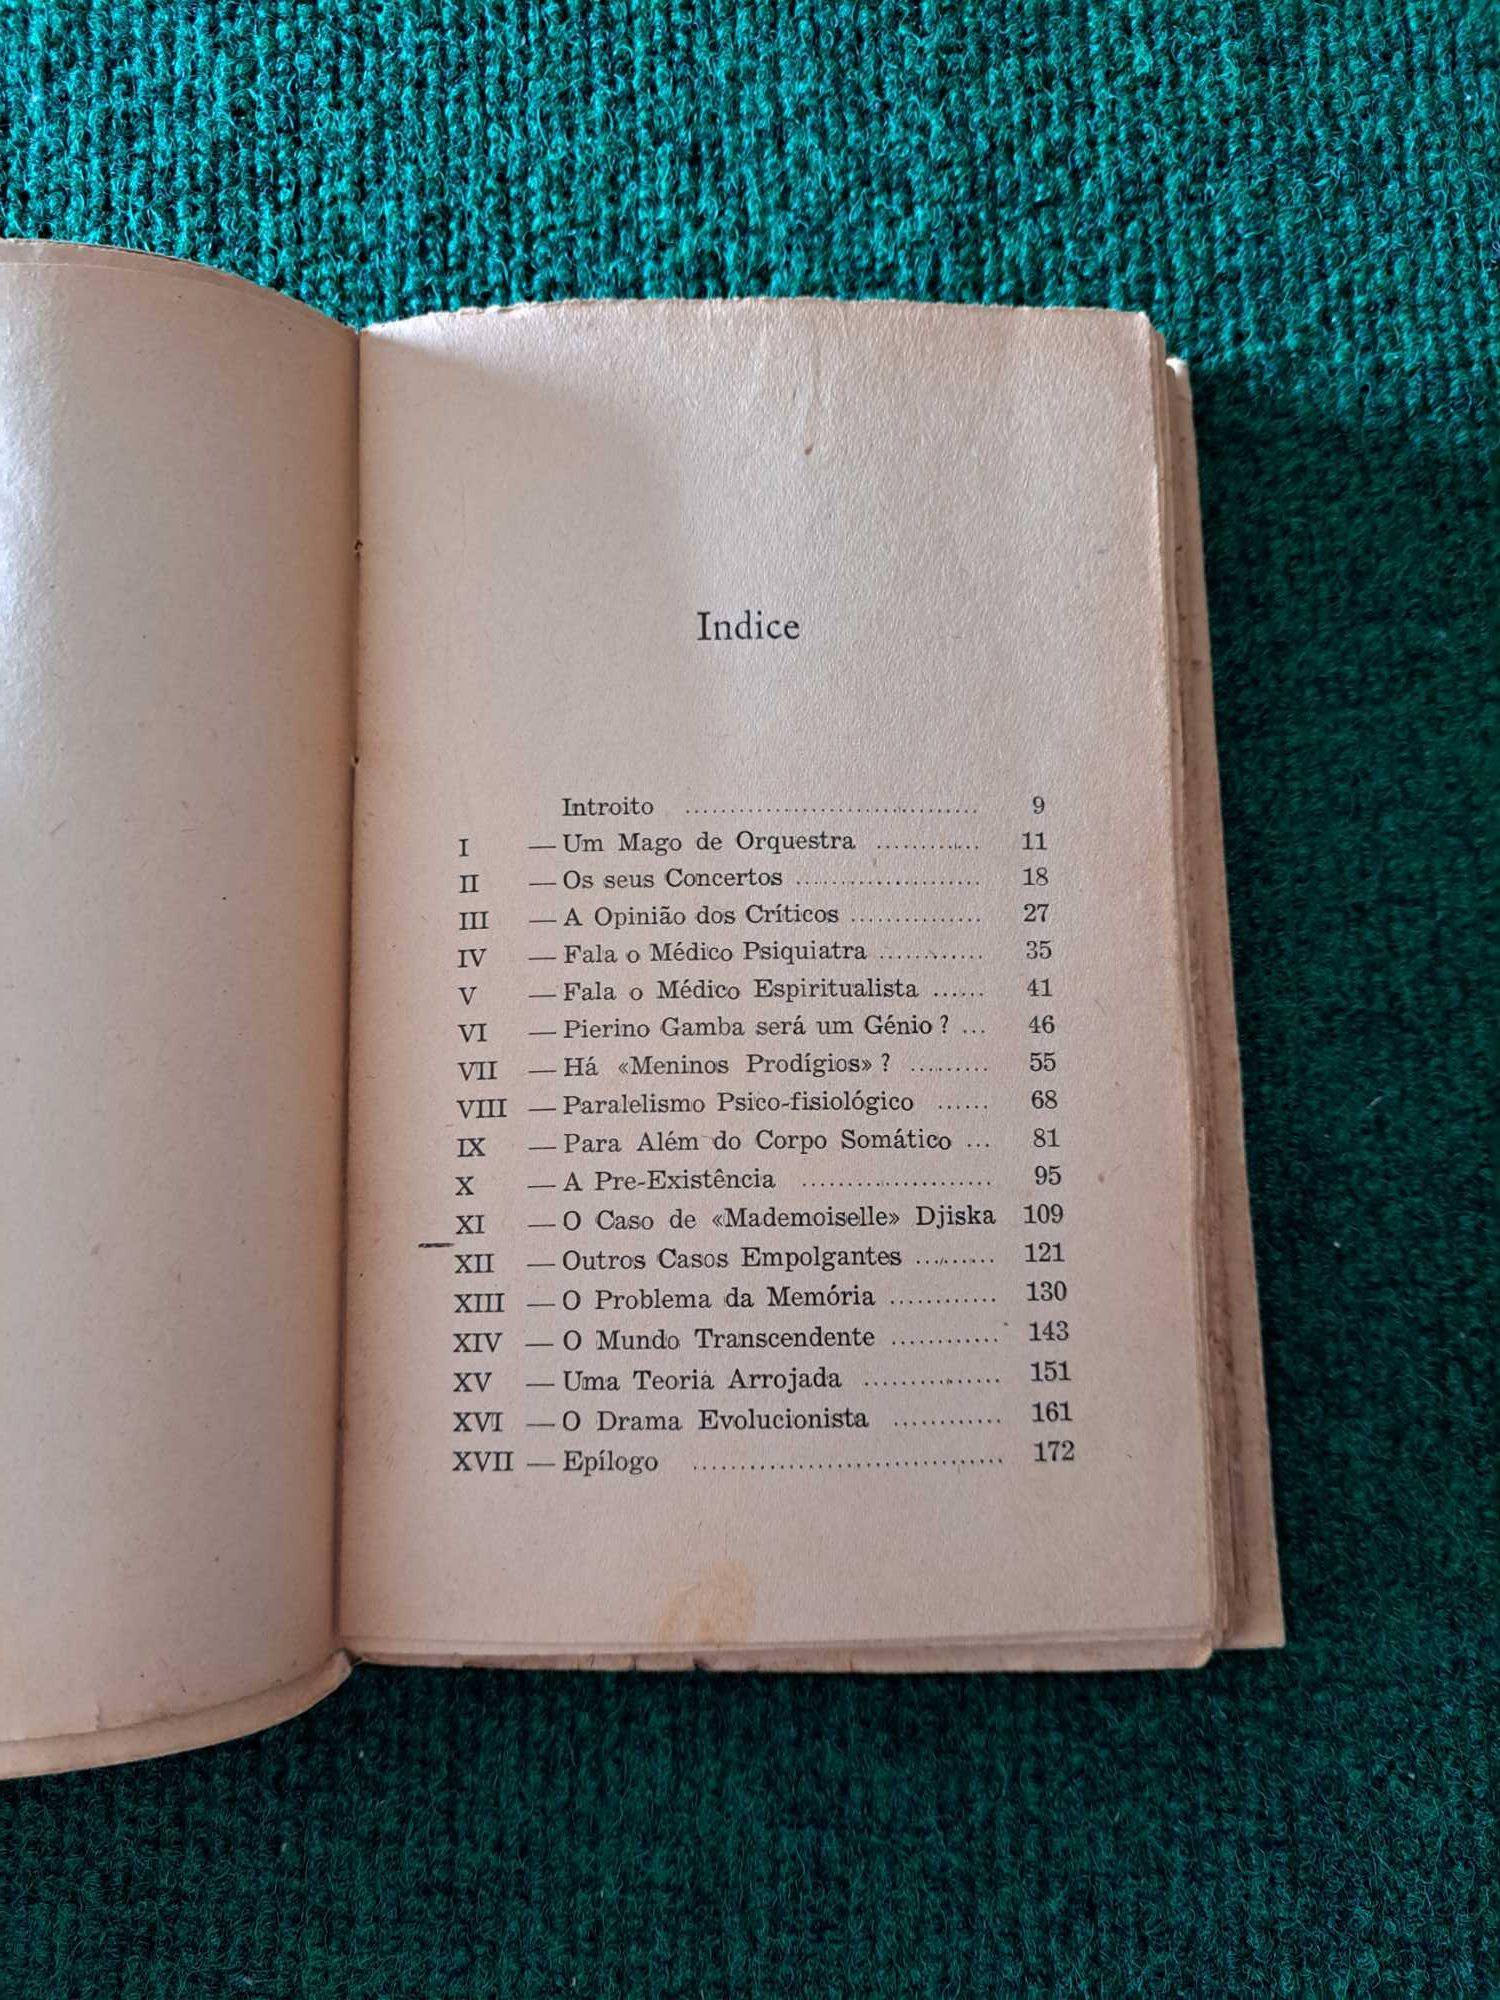 Indice
Introito .................................. 9
I — Um Mago de Orquestra ............ 11
II — Os seus Concertos ..................... 18
III — A Opinião dos Críticos ............... 27
IV — Fala o Médico Psiquiatra ............ 35
V — Fala o Médico Espiritualista ...... 41
VI — Pierino Gamba será um Génio ? ... 46
VII — Há «Meninos Prodígios» ? ......... 55
VIII — Paralelismo Psico-fisiológico ...... 68
IX — Para Além do Corpo Somático ... 81
X — A Pre-Existência ..................... 95
XI — O Caso de «Mademoiselle» Djiska 109
XII — Outros Casos Empolgantes ......... 121
XIII — O Problema da Memória ............ 130
XIV — O Mundo Transcendente ............ 143
XV — Uma Teoria Arrojada ............... 151
XVI — O Drama Evolucionista ............ 161
XVII — Epílogo .................................. 172